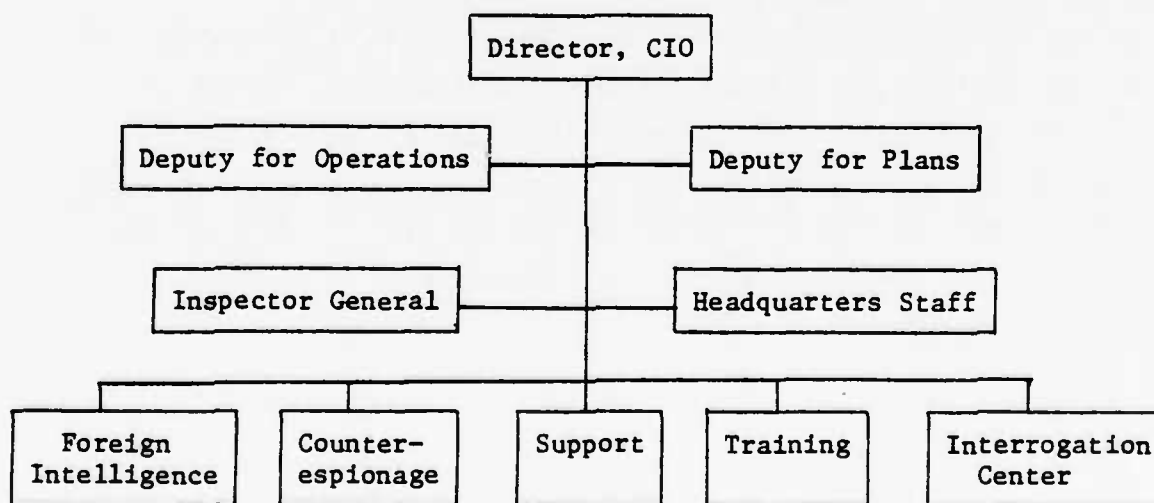 Director, CIO
Deputy for Operations
Deputy for Plans
Inspector General
Headquarters Staff
Foreign
Intelligence
Counter-
espionage
Support
Training
Interrogation
Center